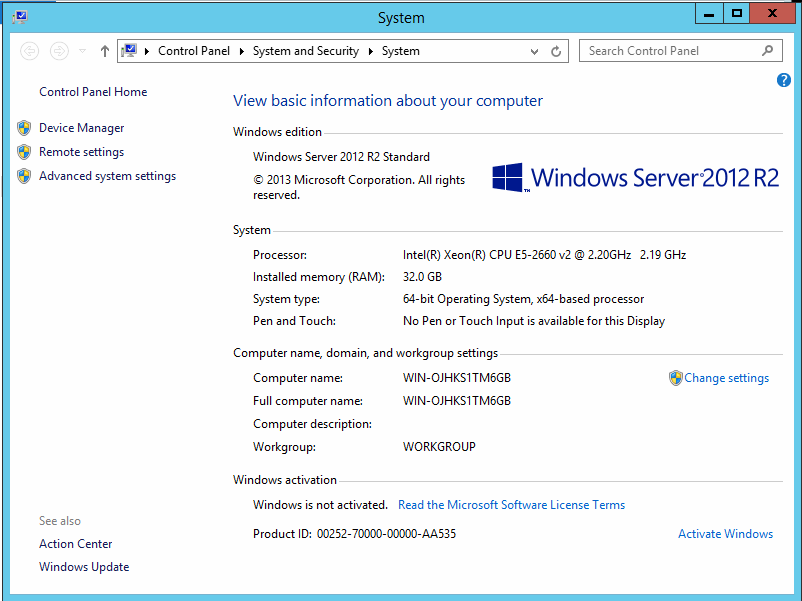 System
Control Panel
System and Security
System
Search Control Panel
?
Control Panel Home
Device Manager
Remote settings
Advanced system settings
See also
Action Center
Windows Update
View basic information about your computer
Windows edition
Windows Server 2012 R2 Standard
© 2013 Microsoft Corporation. All rights
reserved.
Windows Server 2012 R2
System
Processor: Intel(R) Xeon(R) CPU E5-2660 v2 @ 2.20GHz 2.19 GHz
Installed memory (RAM): 32.0 GB
System type: 64-bit Operating System, x64-based processor
Pen and Touch: No Pen or Touch Input is available for this Display
Computer name, domain, and workgroup settings
Computer name: WIN-OJHKS1TM6GB Change settings
Full computer name: WIN-OJHKS1TM6GB
Computer description:
Workgroup: WORKGROUP
Windows activation
Windows is not activated. Read the Microsoft Software License Terms
Product ID: 00252-70000-00000-AA535 Activate Windows